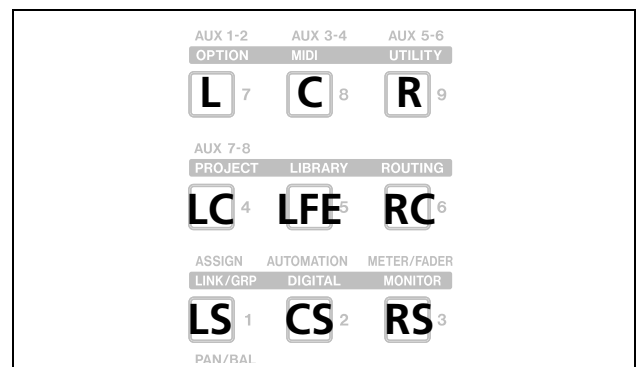 AUX 1-2 AUX 3-4 AUX 5-6
OPTION MIDI UTILITY
L 7 C 8 R 9
AUX 7-8
PROJECT LIBRARY ROUTING
LC 4 LFE 5 RC 6
ASSIGN AUTOMATION METER/FADER
LINK/GRP DIGITAL MONITOR
LS 1 CS 2 RS 3
PAN/BAL